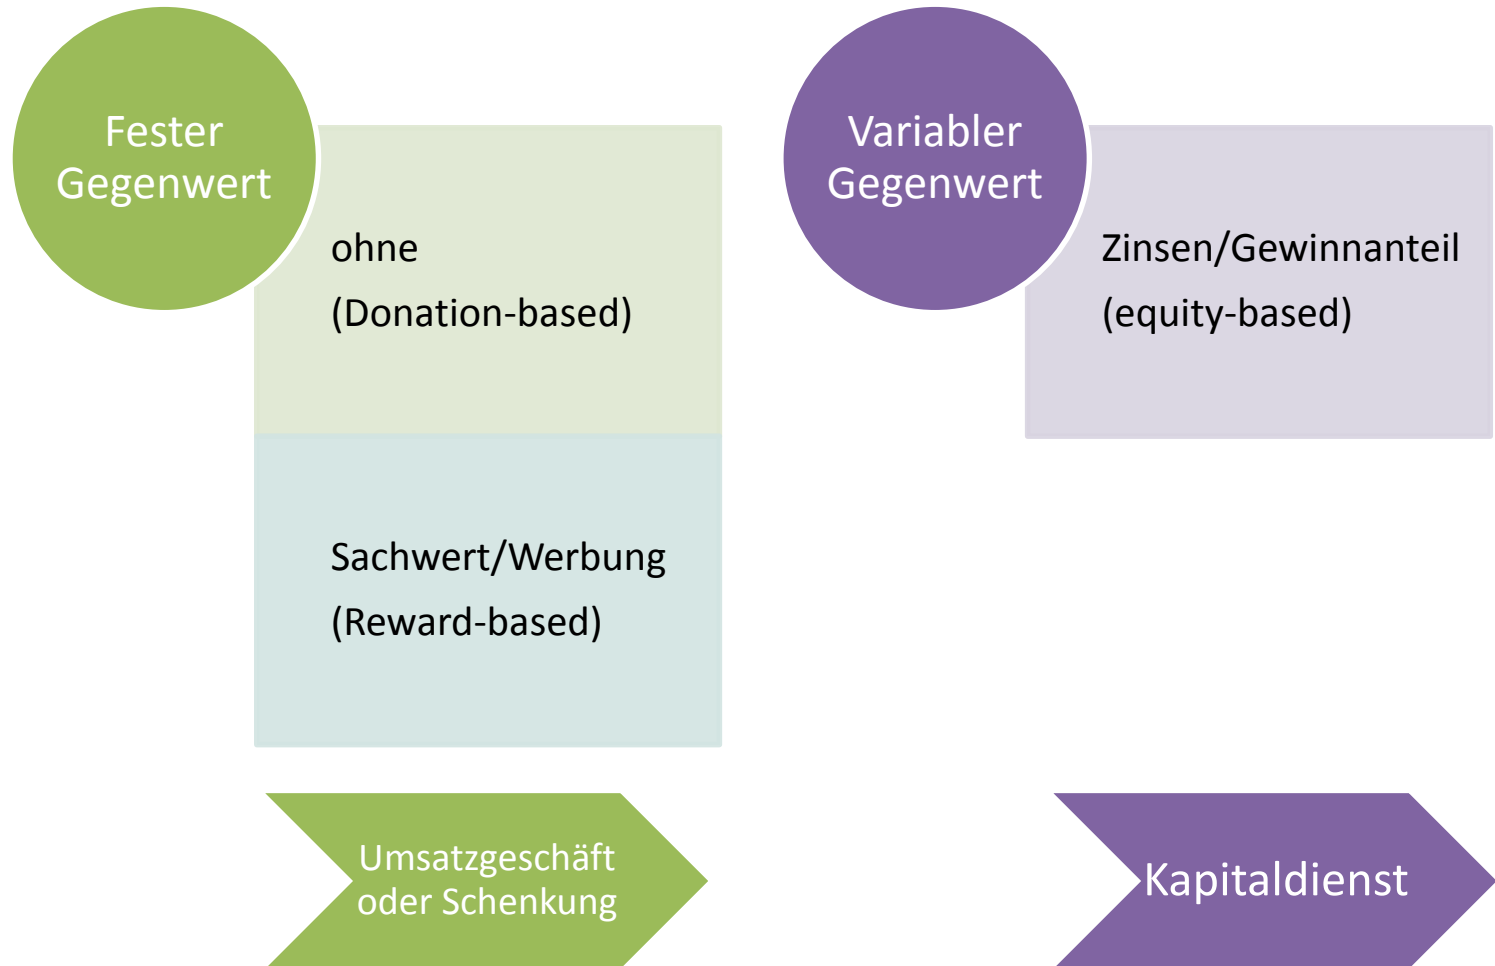 Fester
Gegenwert
ohne
(Donation-based)
Sachwert/Werbung
(Reward-based)
Umsatzgeschäft
oder Schenkung
Variabler
Gegenwert
Zinsen/Gewinnanteil
(equity-based)
Kapitaldienst